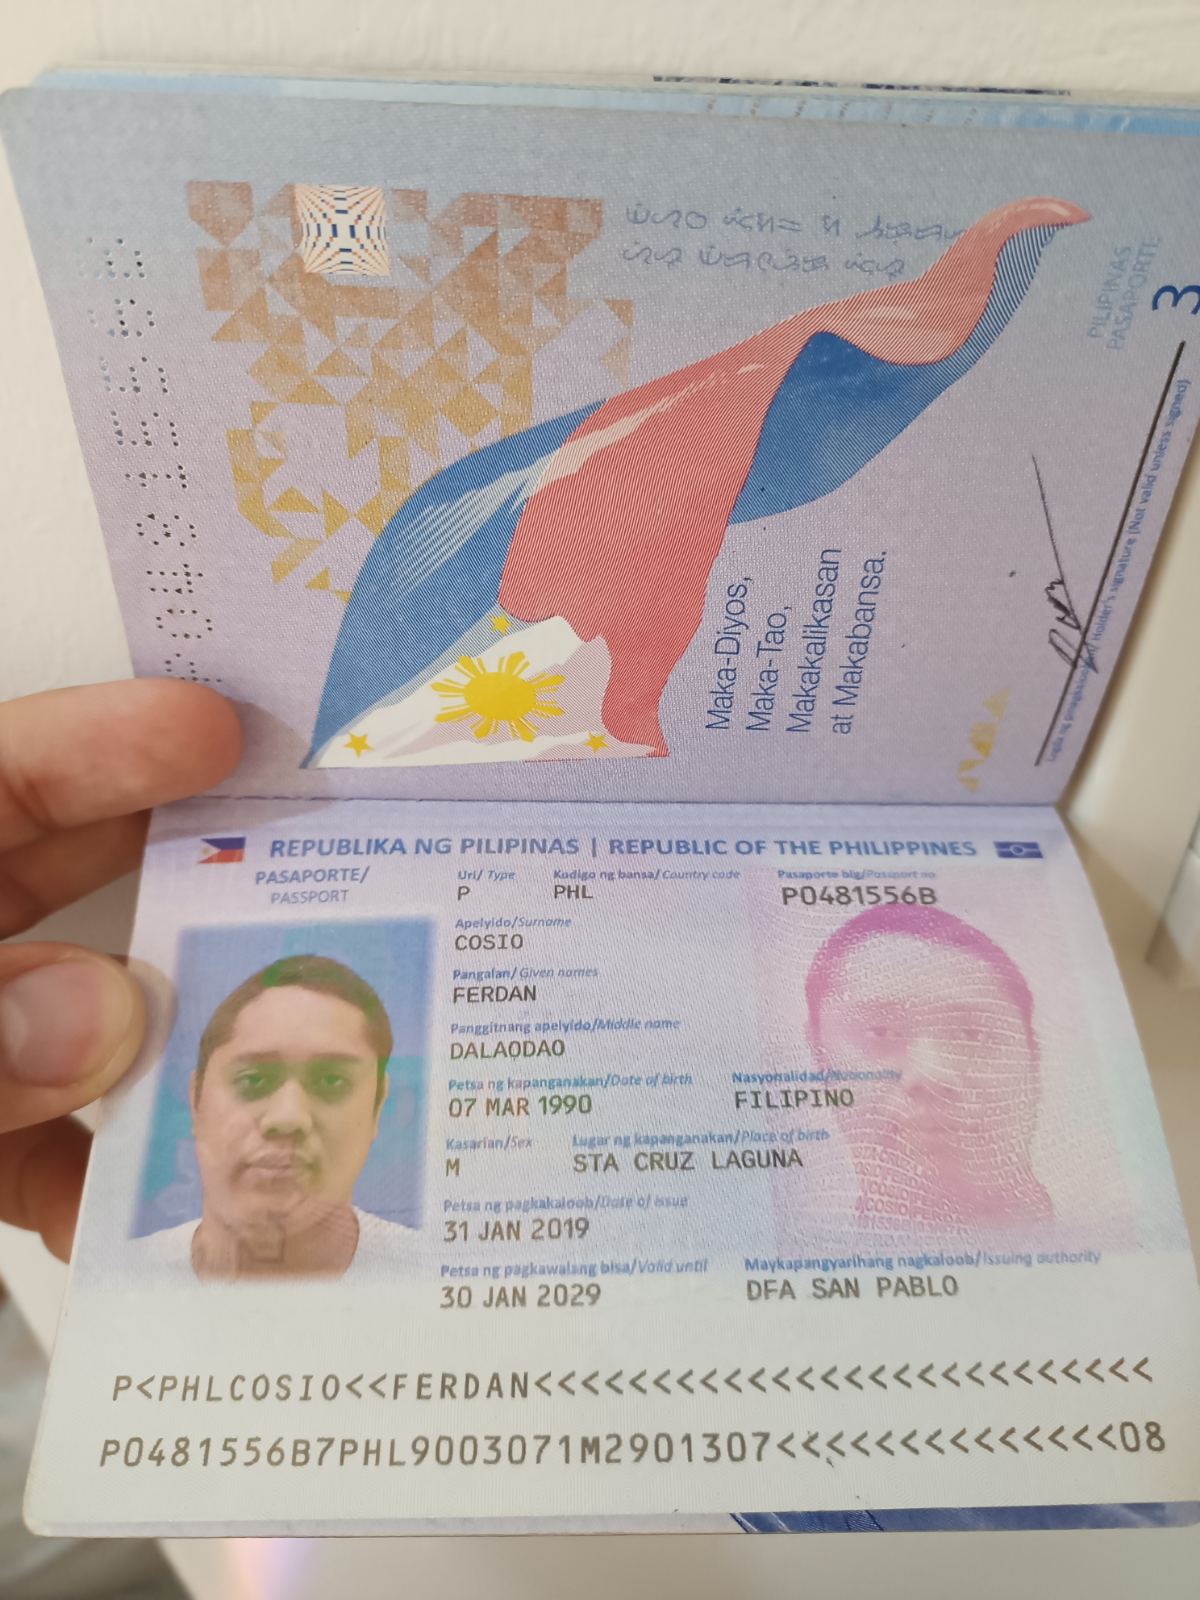 PILIPINAS
PASAPORTE
3
Maka-Diyos,
Maka-Tao,
Makakalikasan
at Makabansa.
Holder's signature (Not valid unless signed)
REPUBLIKA NG PILIPINAS | REPUBLIC OF THE PHILIPPINES
PASAPORTE/
PASSPORT
Uri/ Type
Kodigo ng bansa/ Country code
Pasaporte blg/Passport no.
P
PHL
P0481556B
Apelyido/Surname
COSIO
Pangalan/ Given names
FERDAN
Panggitnang apelyido/Middle name
DALAODAO
Petsa ng kapanganakan/Date of birth
Nasyonalidad/Nationality
07 MAR 1990
FILIPINO
Kasarian/Sex
Lugar ng kapanganakan/Place of birth
M
STA CRUZ LAGUNA
Petsa ng pagkakaloob/Date of issue
31 JAN 2019
Petsa ng pagkawalang bisa/Valid until
Maykapangyarihang nagkaloob/Issuing authority
30 JAN 2029
DFA SAN PABLO
P<PHLCOSIO<<FERDAN<<<<<<<<<<<<<<<<<<<<<<<<<<
P0481556B7PHL9003071M2901307<<<<<<<<<<<<<<08